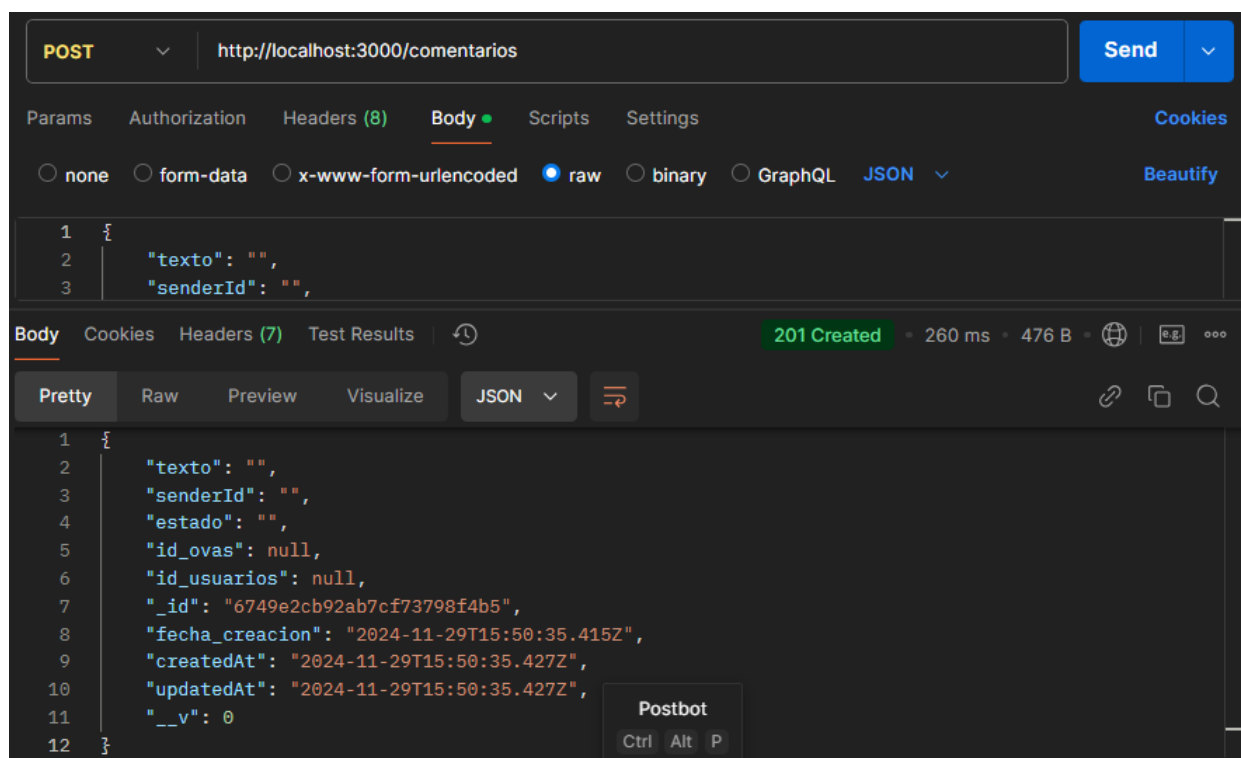 POST http://localhost:3000/comentarios Send
Params Authorization Headers (8) Body Scripts Settings Cookies
none form-data x-www-form-urlencoded raw binary GraphQL JSON Beautify
1 {
2 "texto": "",
3 "senderId": "",
Body Cookies Headers (7) Test Results 201 Created 260 ms 476 B e.g.
Pretty Raw Preview Visualize JSON
1 {
2 "texto": "",
3 "senderId": "",
4 "estado": "",
5 "id_ovas": null,
6 "id_usuarios": null,
7 "_id": "6749e2cb92ab7cf73798f4b5",
8 "fecha_creacion": "2024-11-29T15:50:35.415Z",
9 "createdAt": "2024-11-29T15:50:35.427Z",
10 "updatedAt": "2024-11-29T15:50:35.427Z",
11 "__v": 0
12 }
Postbot
Ctrl Alt P